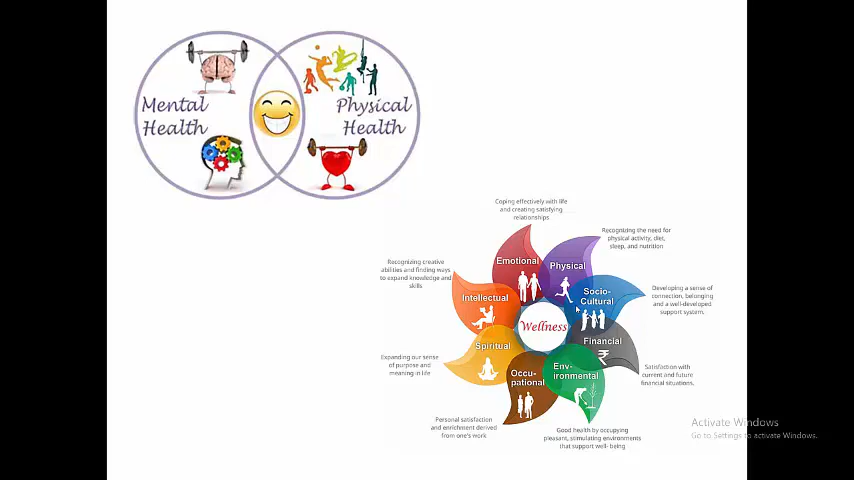 Mental
Health
Physical
Health
Coping effectively with life
and creating satisfying
relationships.
Recognizing the need for
physical activity, diet,
sleep, and nutrition
Recognizing creative
abilities and finding ways
to expand knowledge and
skills
Emotional
Physical
Intellectual
Socio-
Cultural
Developing a sense of
connection, belonging
and a well-developed
support system.
Wellness
Spiritual
Financial
₹
Expanding our sense
of purpose and
meaning in life
Occu-
pational
Env-
ironmental
Satisfaction with
current and future
financial situations.
Personal satisfaction
and enrichment derived
from one's work
Good health by occupying
pleasant, stimulating environments
that support well- being
Activate Windows
Go to Settings to activate Windows.